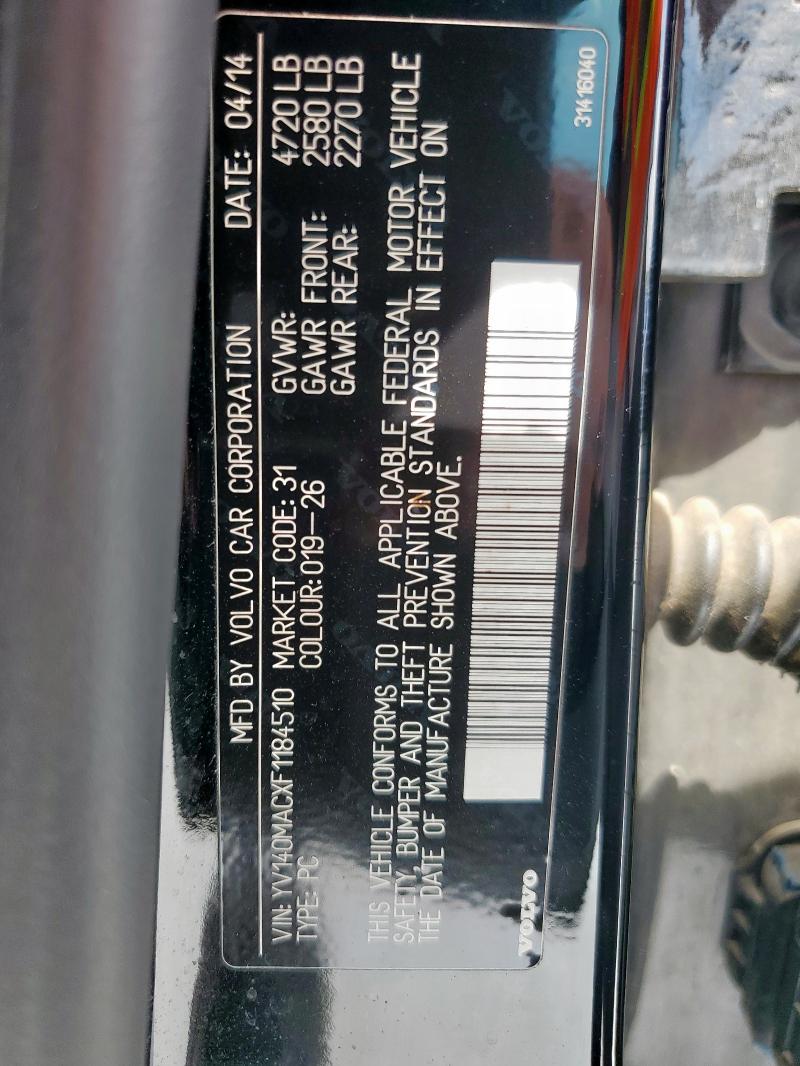 MFD BY VOLVO CAR CORPORATION DATE: 04/14
VIN: YV140MACXF1184510 MARKET CODE: 31 GVWR: 4720 LB
TYPE: PC COLOUR: 019-26 GAWR FRONT: 2580 LB
GAWR REAR: 2270 LB
THIS VEHICLE CONFORMS TO ALL APPLICABLE FEDERAL MOTOR VEHICLE
SAFETY, BUMPER AND THEFT PREVENTION STANDARDS IN EFFECT ON
THE DATE OF MANUFACTURE SHOWN ABOVE.
VOLVO
31416040